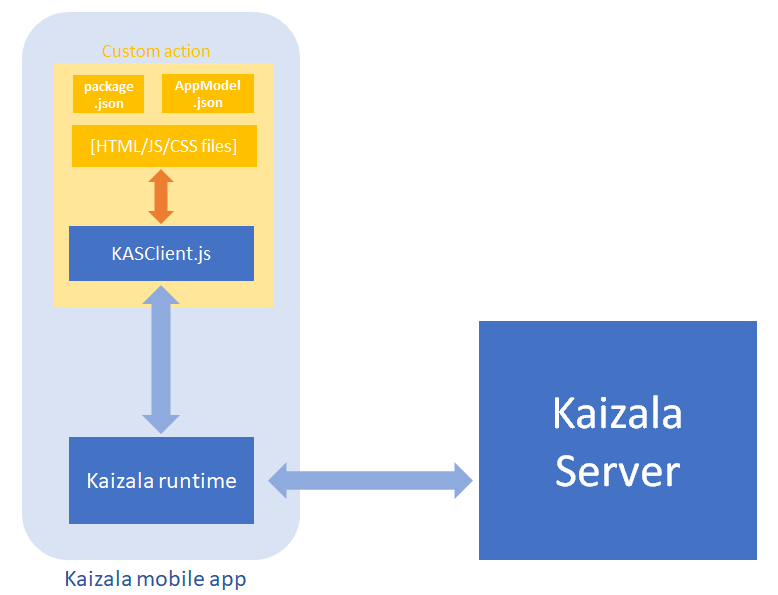 Custom action
package
.json
AppModel
.json
[HTML/JS/CSS files]
KASClient.js
Kaizala runtime
Kaizala mobile app
Kaizala
Server